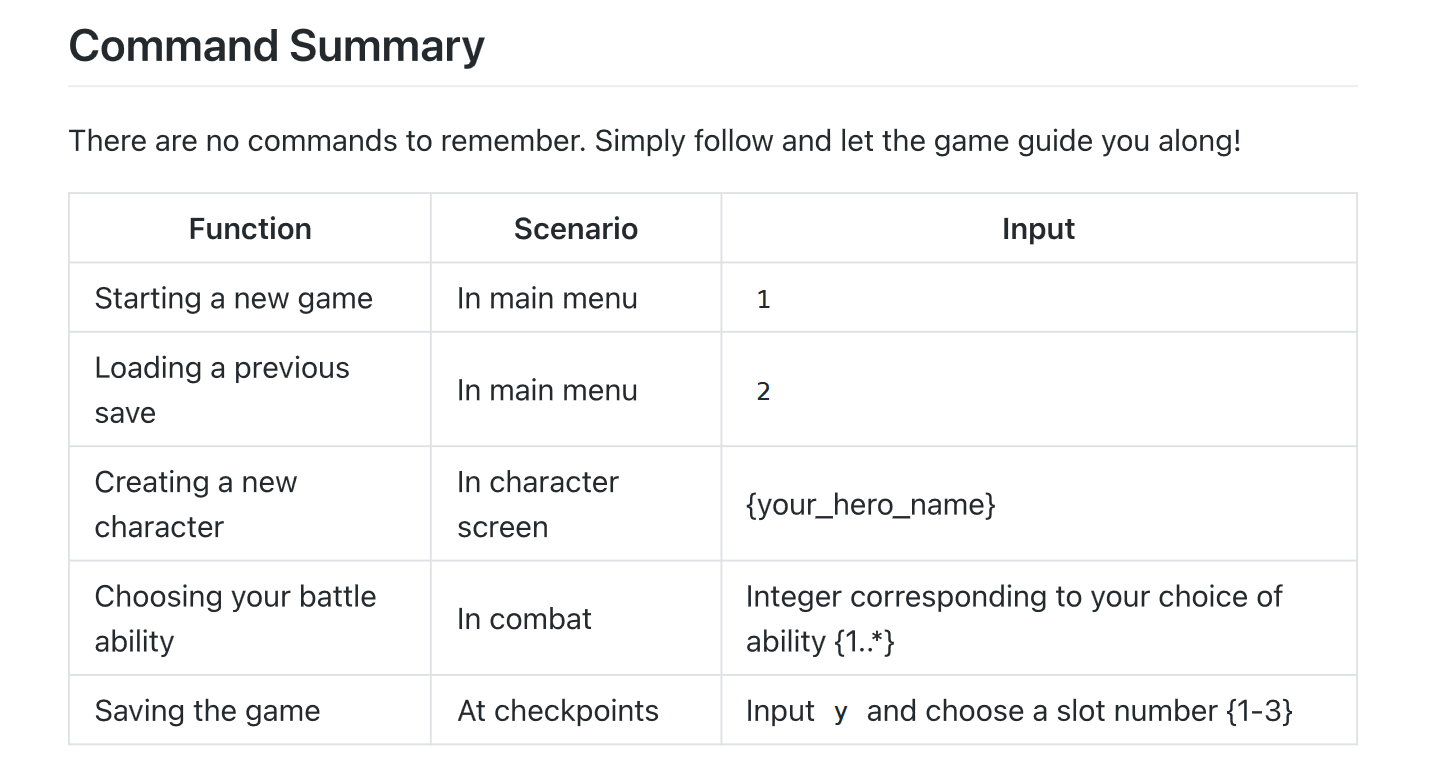 Command Summary
There are no commands to remember. Simply follow and let the game guide you along!
Function Scenario Input
Starting a new game In main menu 1
Loading a previous
save
In main menu 2
Creating a new
character
In character
screen
{your_hero_name}
Choosing your battle
ability
In combat
Integer corresponding to your choice of
ability {1..*}
Saving the game At checkpoints Input y and choose a slot number {1-3}